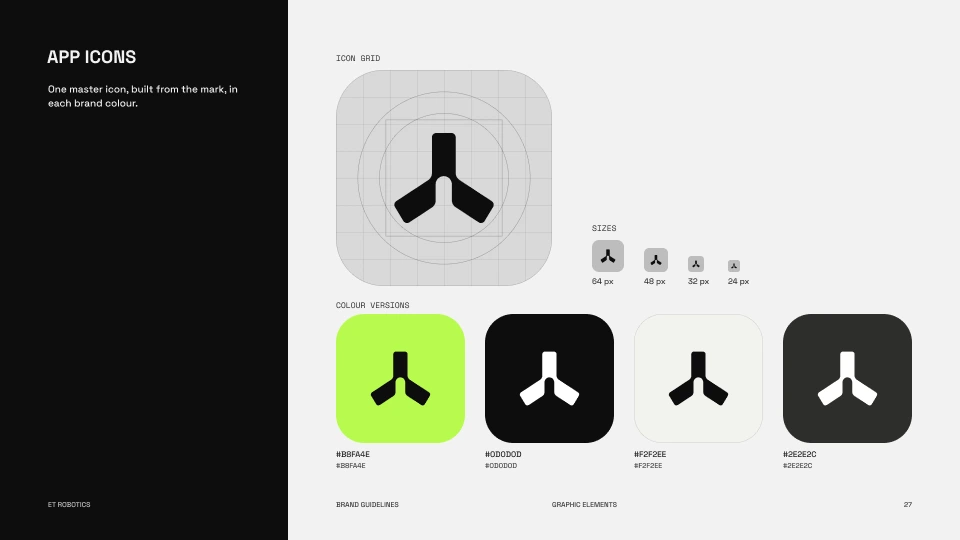 APP ICONS
One master icon, built from the mark, in
each brand colour.
ICON GRID
SIZES
64 px
48 px
32 px
24 px
COLOUR VERSIONS
#B8FA4E
#0D0D0D
#F2F2EE
#2E2E2C
#B8FA4E
#0D0D0D
#F2F2EE
#2E2E2C
ET ROBOTICS
BRAND GUIDELINES
GRAPHIC ELEMENTS
27